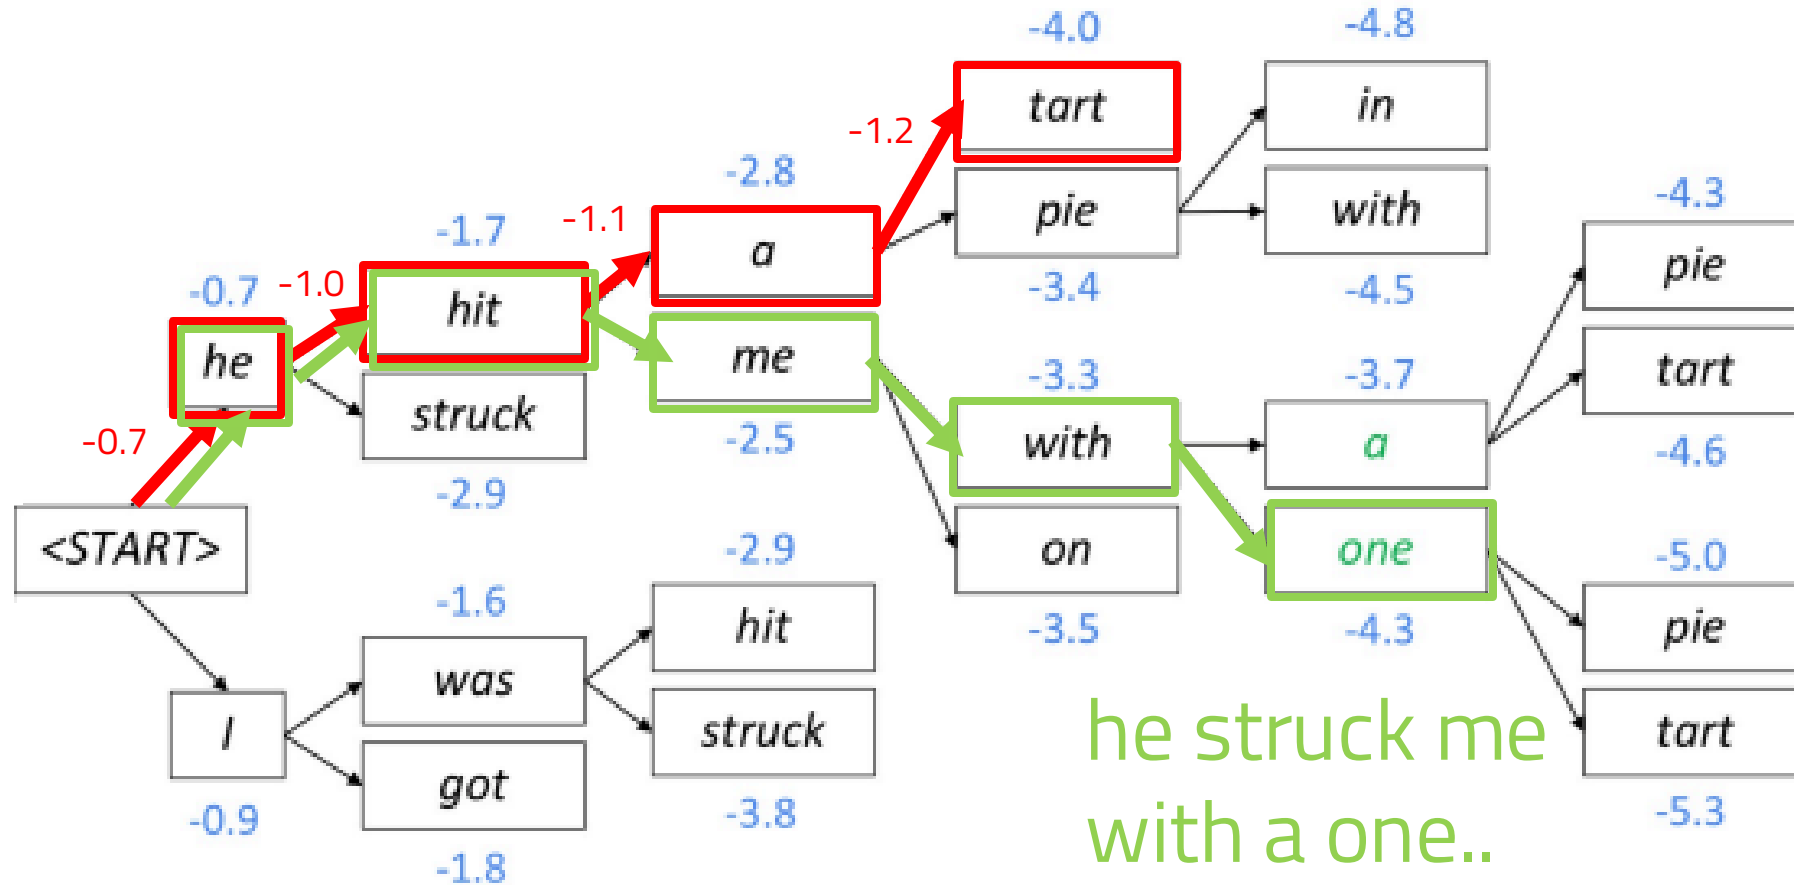 -4.0
-4.8
tart
in
-1.2
-2.8
pie
with
-4.3
-1.7
-1.1
a
-3.4
-4.5
pie
-0.7
-1.0
hit
he
me
-3.3
-3.7
tart
struck
-0.7
-2.5
with
a
-4.6
-2.9
<START>
-2.9
on
one
-5.0
-1.6
hit
-3.5
-4.3
pie
was
I
struck
he struck me
tart
got
-0.9
-3.8
with a one..
-5.3
-1.8